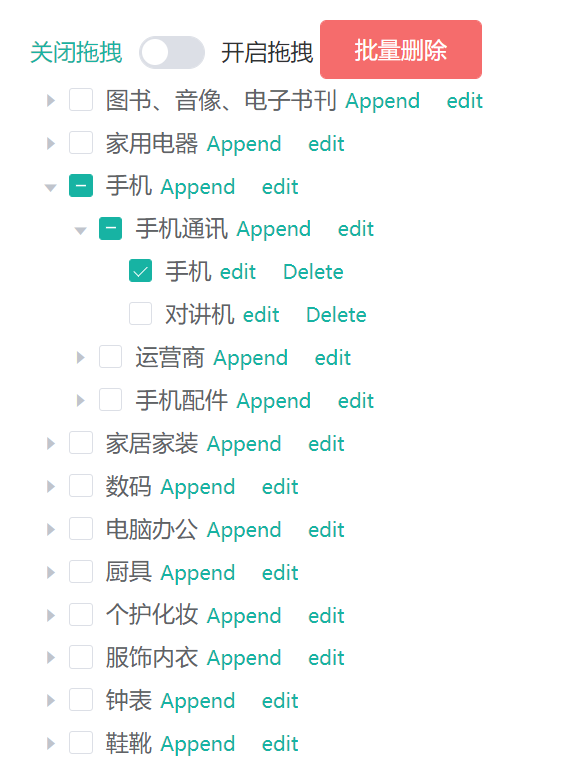 关闭拖拽 开启拖拽 批量删除
图书、音像、电子书刊 Append edit
家用电器 Append edit
手机 Append edit
手机通讯 Append edit
手机 edit Delete
对讲机 edit Delete
运营商 Append edit
手机配件 Append edit
家居家装 Append edit
数码 Append edit
电脑办公 Append edit
厨具 Append edit
个护化妆 Append edit
服饰内衣 Append edit
钟表 Append edit
鞋靴 Append edit